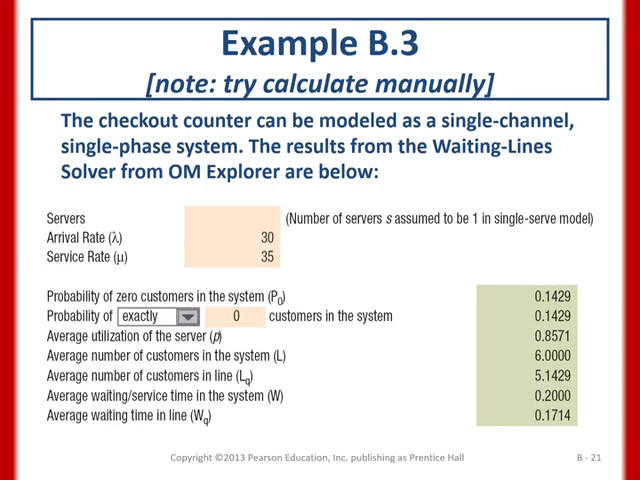 Example B.3
[note: try calculate manually]
The checkout counter can be modeled as a single-channel,
single-phase system. The results from the Waiting-Lines
Solver from OM Explorer are below:
Servers (Number of servers s assumed to be 1 in single-serve model)
Arrival Rate (λ) 30
Service Rate (μ) 35
Probability of zero customers in the system (P0) 0.1429
Probability of exactly 0 customers in the system 0.1429
Average utilization of the server (p) 0.8571
Average number of customers in the system (L) 6.0000
Average number of customers in line (Lq) 5.1429
Average waiting/service time in the system (W) 0.2000
Average waiting time in line (Wq) 0.1714
Copyright ©2013 Pearson Education, Inc. publishing as Prentice Hall B - 21